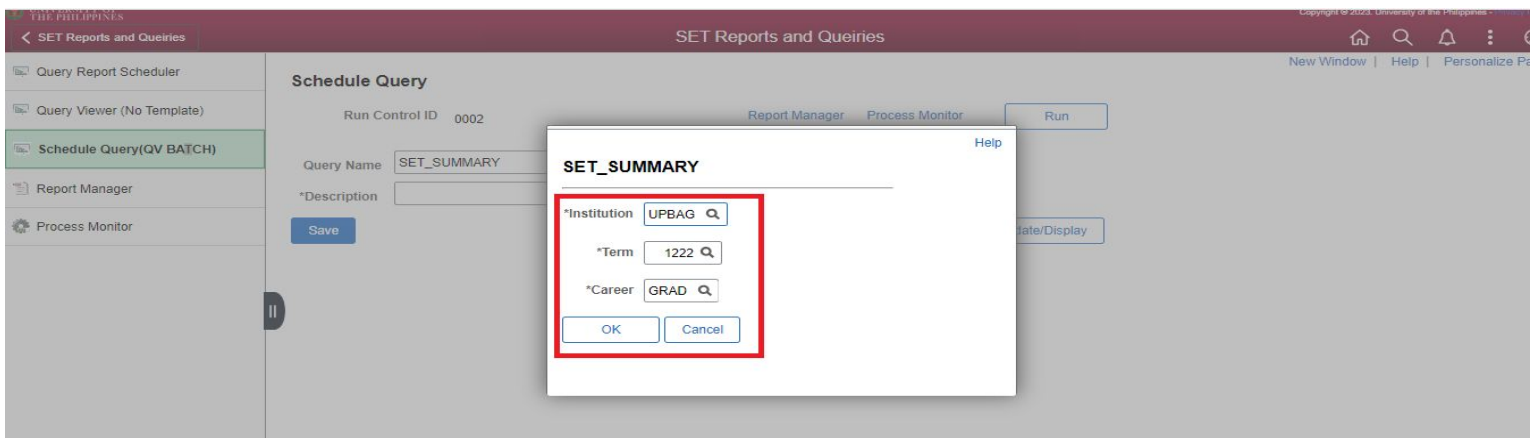 THE PHILIPPINES
Copyright © 2023. University of the Philippines -
SET Reports and Queiries
SET Reports and Queiries
New Window | Help | Personalize Pa
Query Report Scheduler
Query Viewer (No Template)
Schedule Query(QV BATCH)
Report Manager
Process Monitor
Schedule Query
Run Control ID 0002
Report Manager Process Monitor Run
Query Name SET_SUMMARY
*Description
Save
date/Display
Help
SET_SUMMARY
*Institution UPBAG
*Term 1222
*Career GRAD
OK Cancel